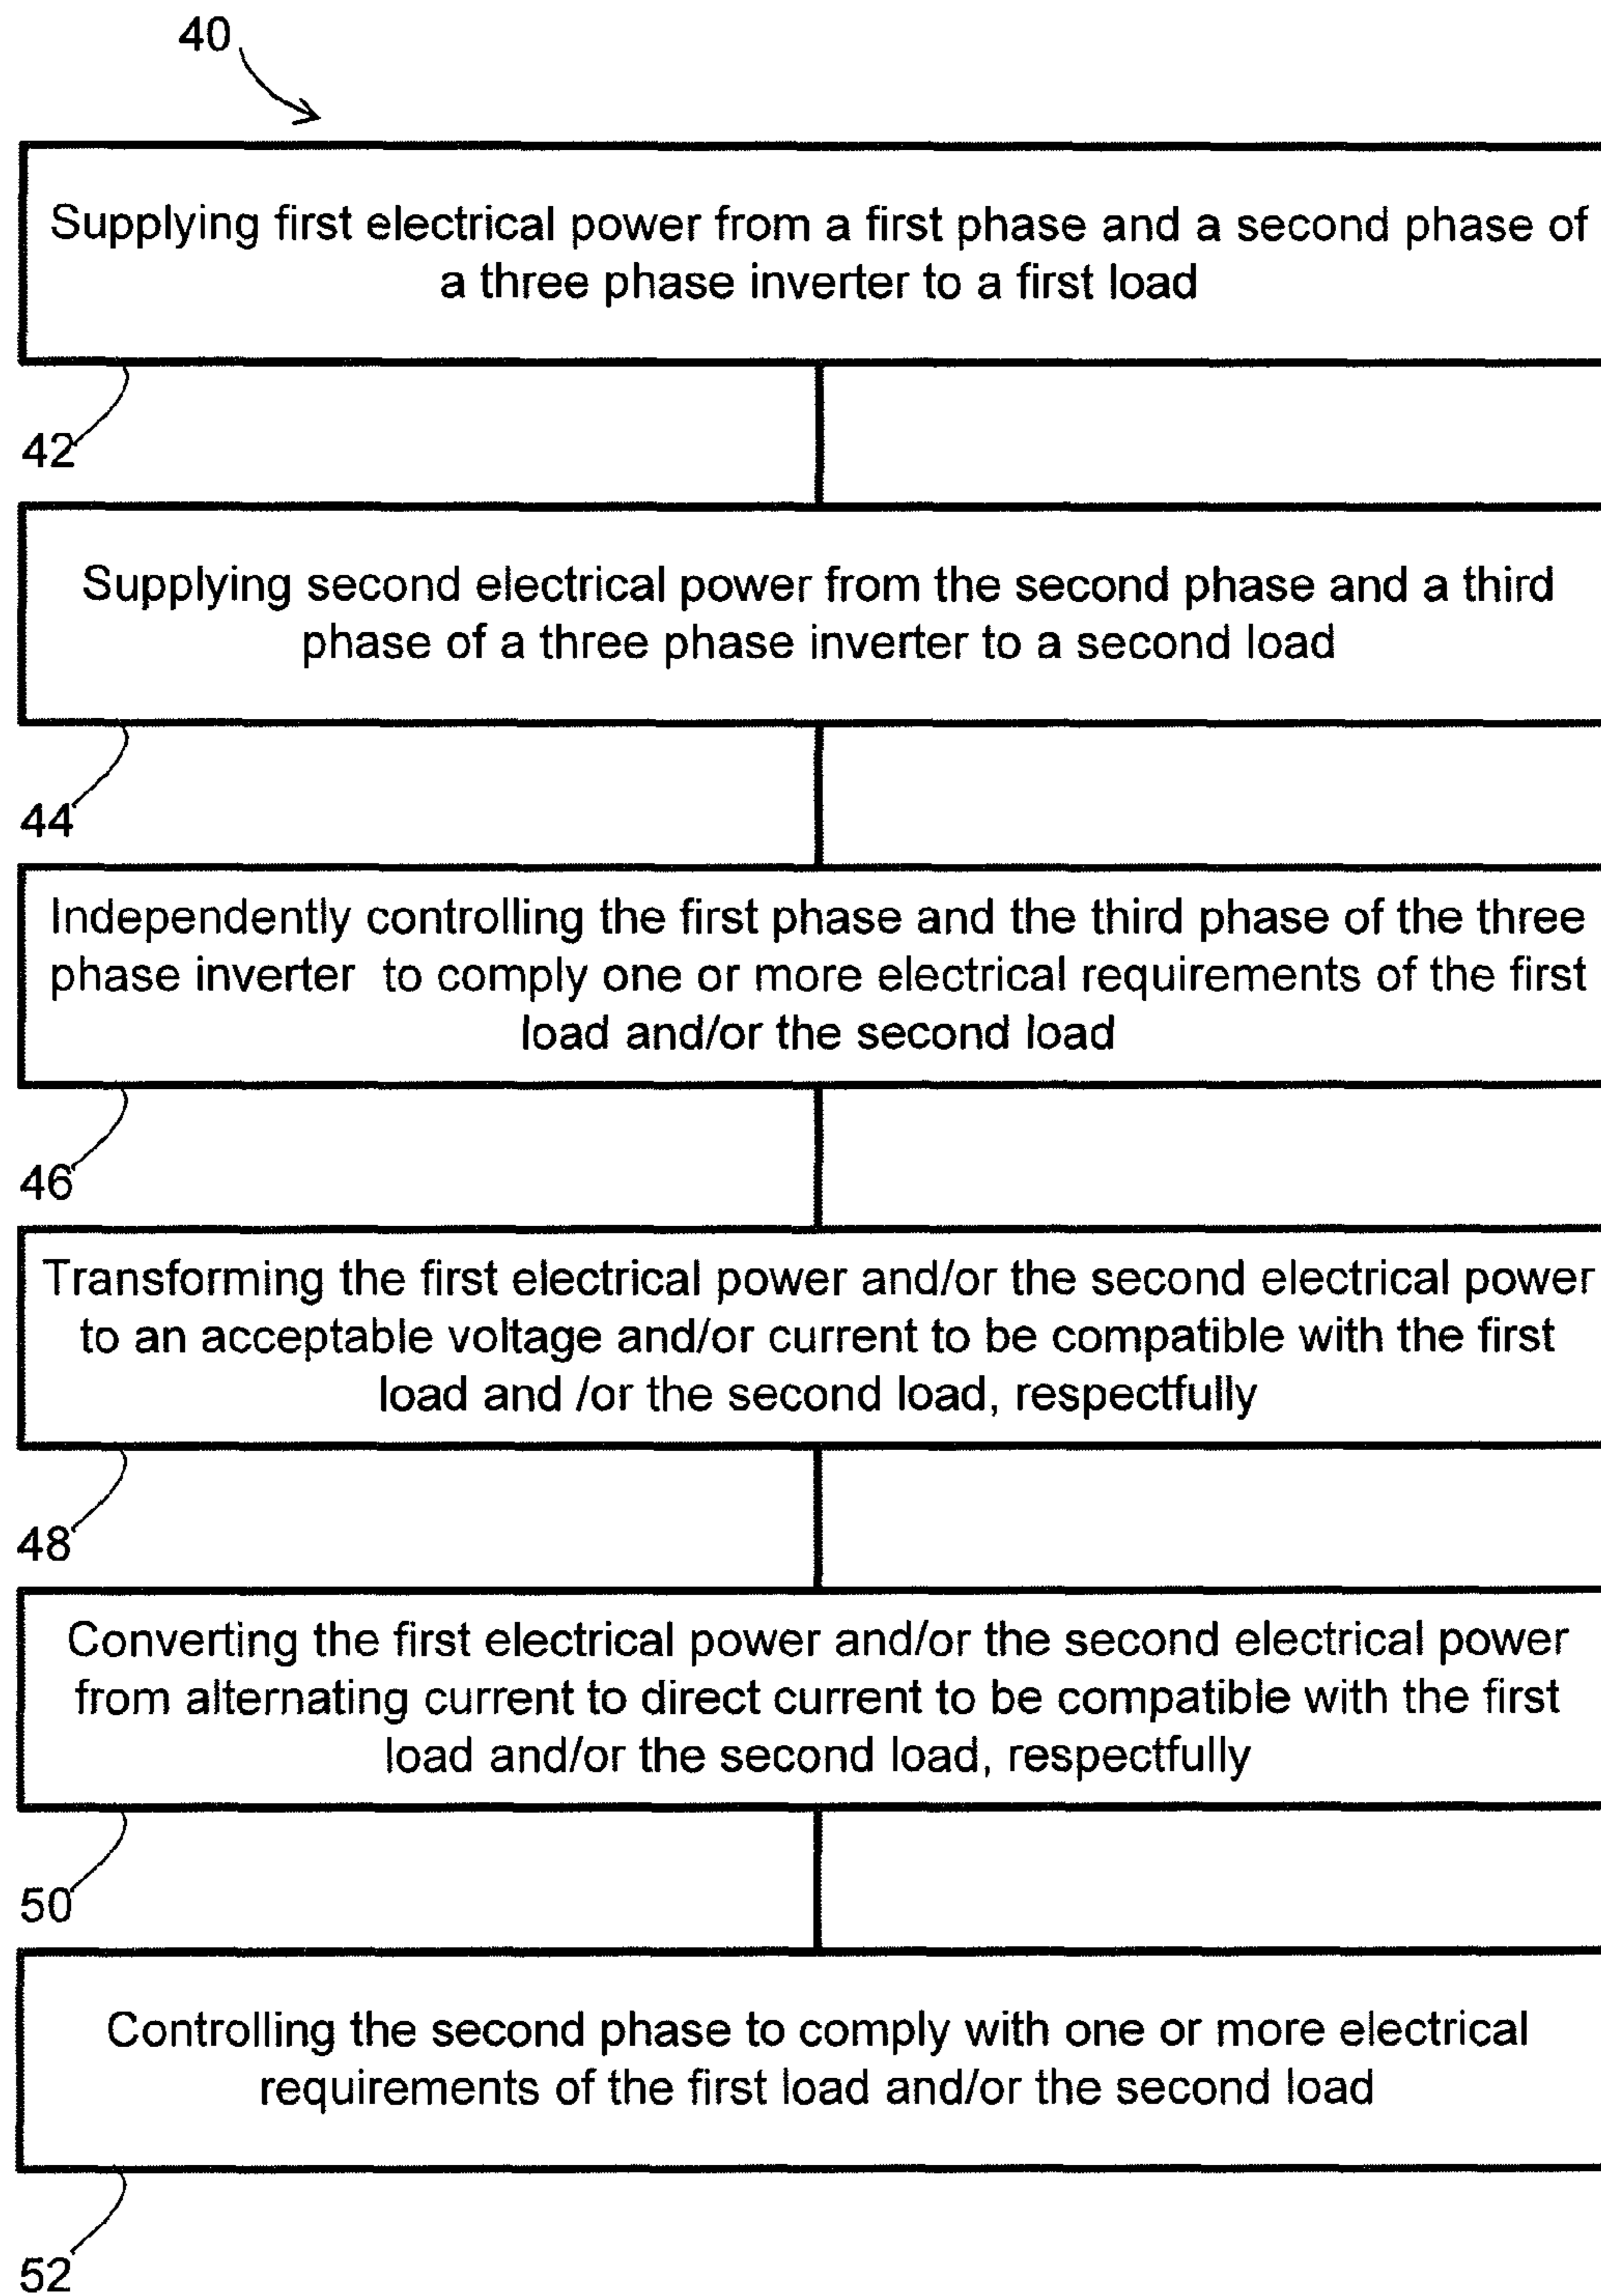 40
Supplying first electrical power from a first phase and a second phase of
a three phase inverter to a first load
42
Supplying second electrical power from the second phase and a third
phase of a three phase inverter to a second load
44
Independently controlling the first phase and the third phase of the three
phase inverter to comply one or more electrical requirements of the first
load and/or the second load
46
Transforming the first electrical power and/or the second electrical power
to an acceptable voltage and/or current to be compatible with the first
load and /or the second load, respectfully
48
Converting the first electrical power and/or the second electrical power
from alternating current to direct current to be compatible with the first
load and/or the second load, respectfully
50
Controlling the second phase to comply with one or more electrical
requirements of the first load and/or the second load
52